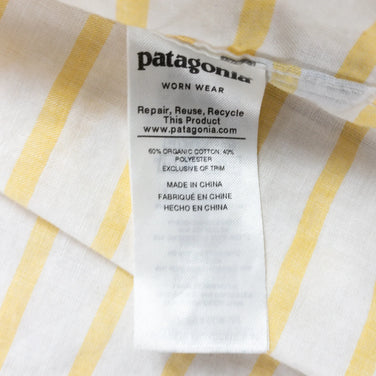 patagonia
WORN WEAR
Repair, Reuse, Recycle
This Product
www.patagonia.com
60% ORGANIC COTTON, 40%
POLYESTER
EXCLUSIVE OF TRIM
MADE IN CHINA
FABRIQUÉ EN CHINE
HECHO EN CHINA